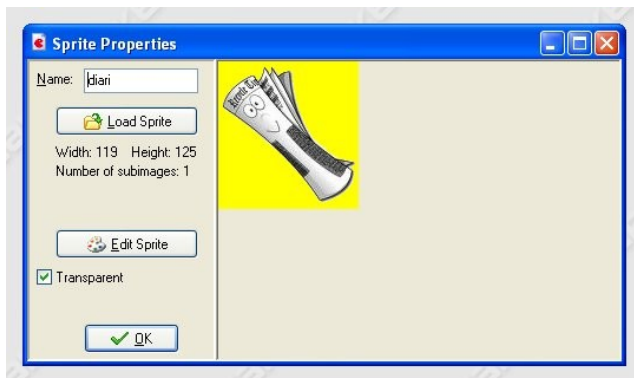 Sprite Properties
Name: diari
Load Sprite
Width: 119 Height: 125
Number of subimages: 1
Edit Sprite
Transparent
OK